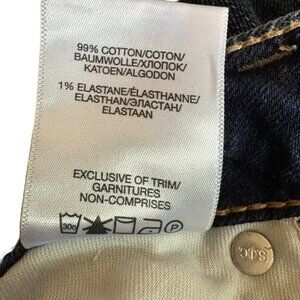 99% COTTON/COTON/
BAUMWOLLE/ХЛОПОК/
KATOEN/ALGODON
1% ELASTANE/ÉLASTHANNE/
ELASTHAN/ЭЛАСТАН/
ELASTAAN
EXCLUSIVE OF TRIM/
GARNITURES
NON-COMPRISES
30c
S.I.C.